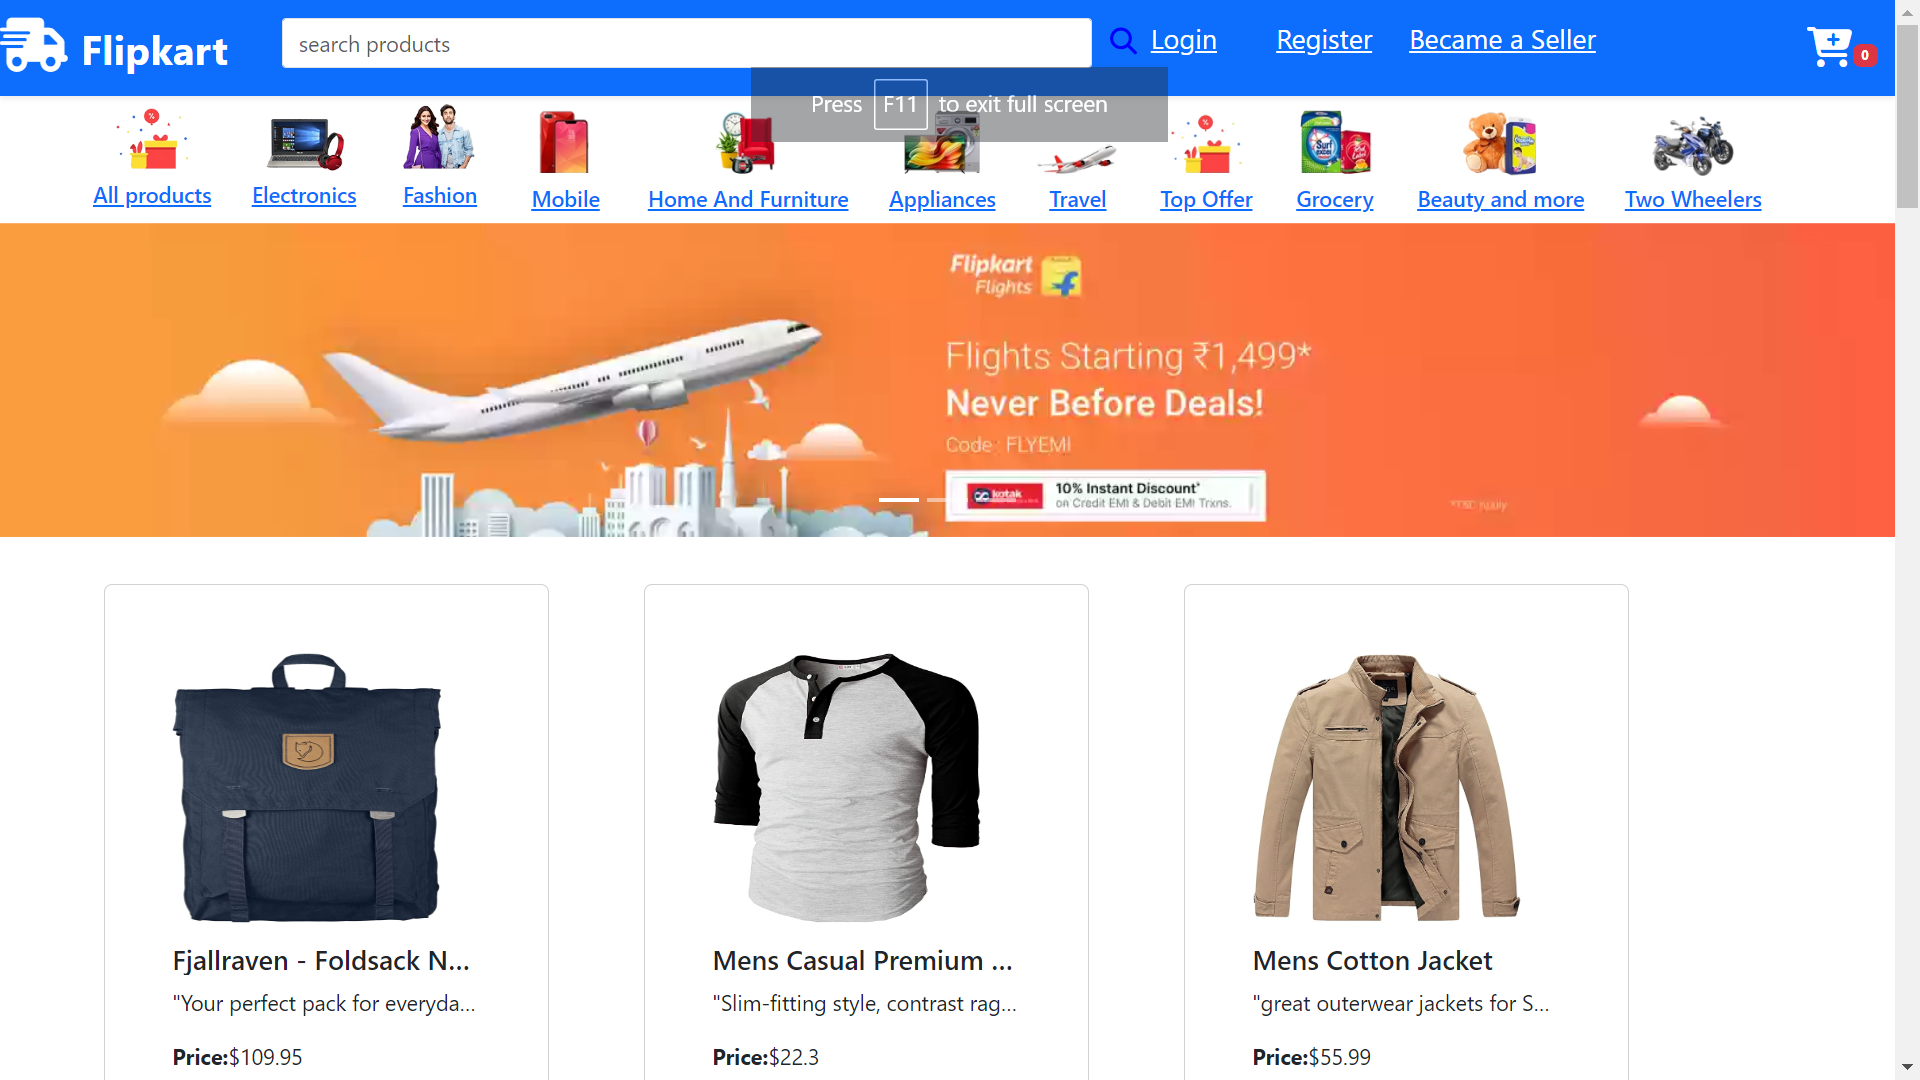 Flipkart
search products
Login
Register
Became a Seller
0
Press F11 to exit full screen
All products
Electronics
Fashion
Mobile
Home And Furniture
Appliances
Travel
Top Offer
Grocery
Beauty and more
Two Wheelers
Flipkart
Flights
Flights Starting ₹1,499*
Never Before Deals!
Code: FLYEMI
kotak
10% Instant Discount*
on Credit EMI & Debit EMI Trxns.
Fjallraven - Foldsack N...
"Your perfect pack for everyda...
Price:$109.95
Mens Casual Premium ...
"Slim-fitting style, contrast rag...
Price:$22.3
Mens Cotton Jacket
"great outerwear jackets for S...
Price:$55.99